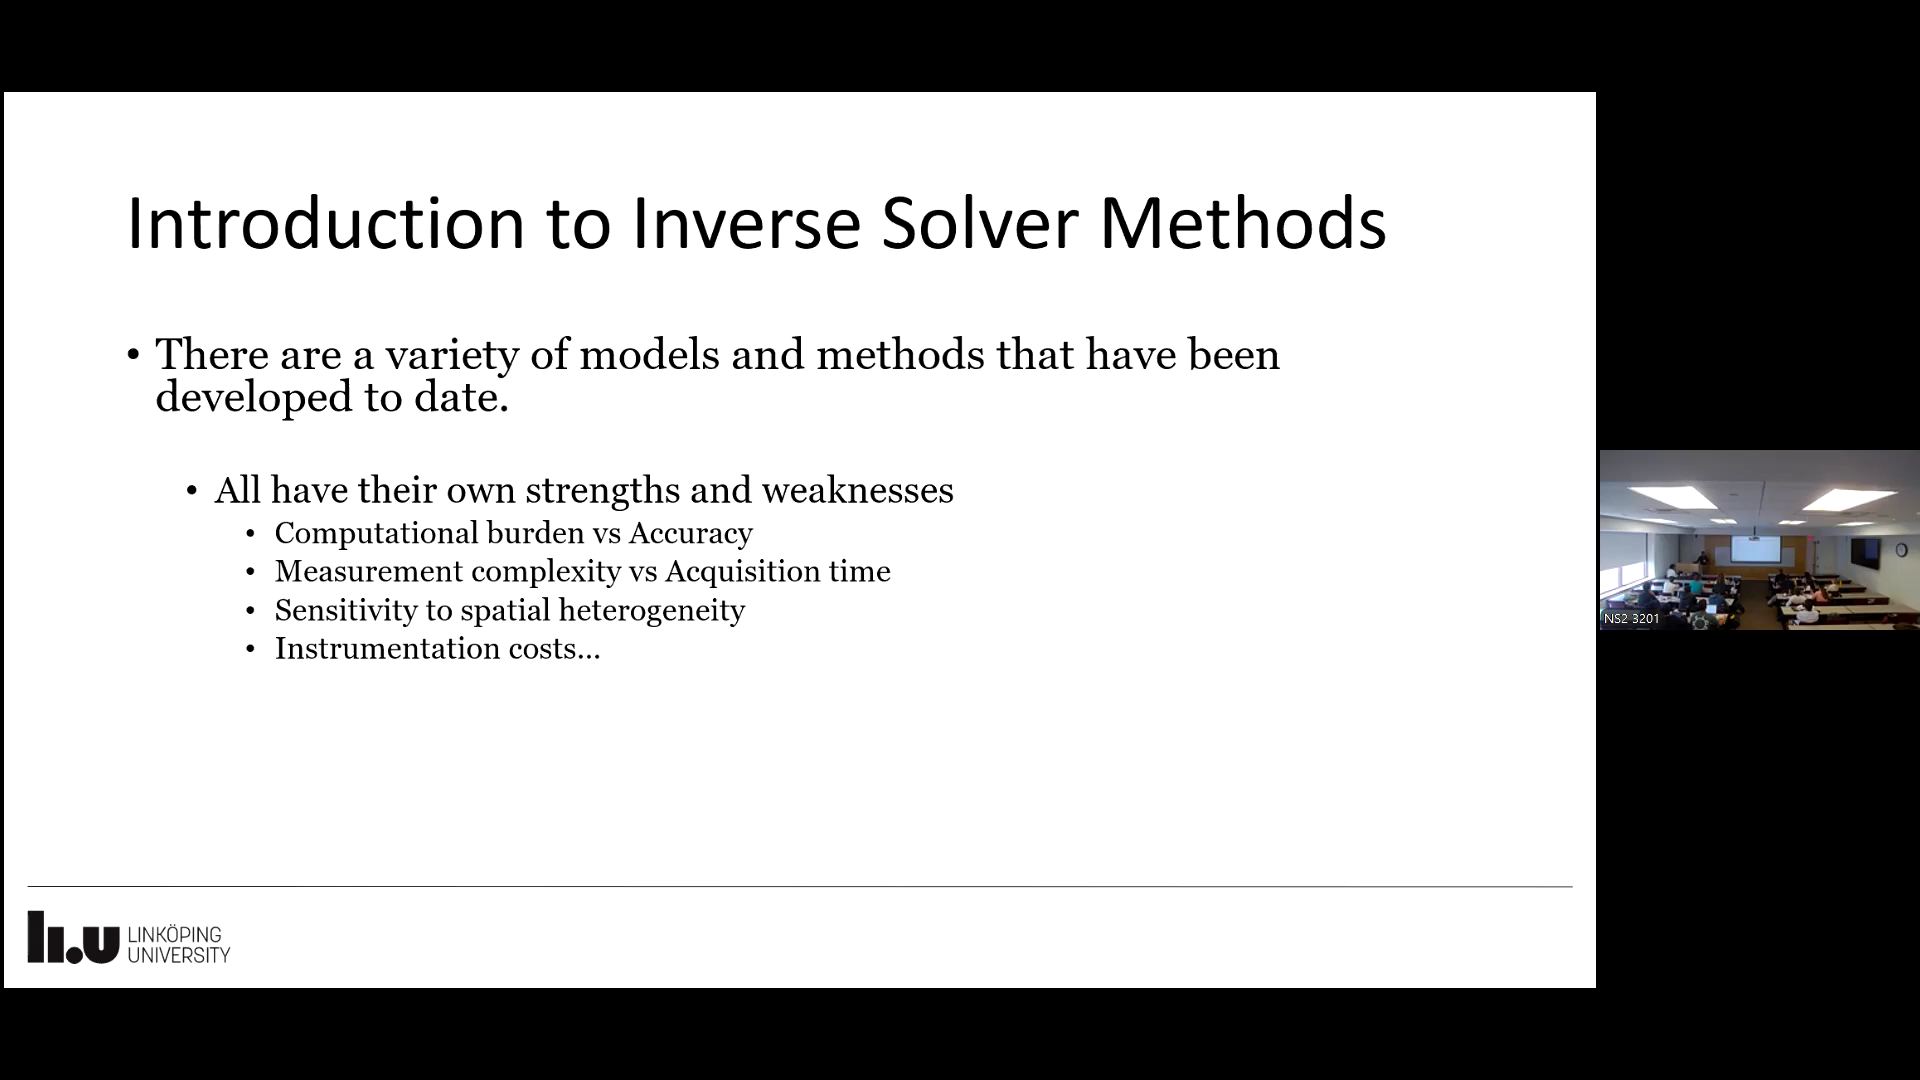 Introduction to Inverse Solver Methods
• There are a variety of models and methods that have been
developed to date.
• All have their own strengths and weaknesses
• Computational burden vs Accuracy
• Measurement complexity vs Acquisition time
• Sensitivity to spatial heterogeneity
• Instrumentation costs...
li.u LINKÖPING
UNIVERSITY
NS2 3201